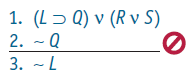 1. (L ⊃ Q) v (R v S)
2. ~ Q
3. ~ L